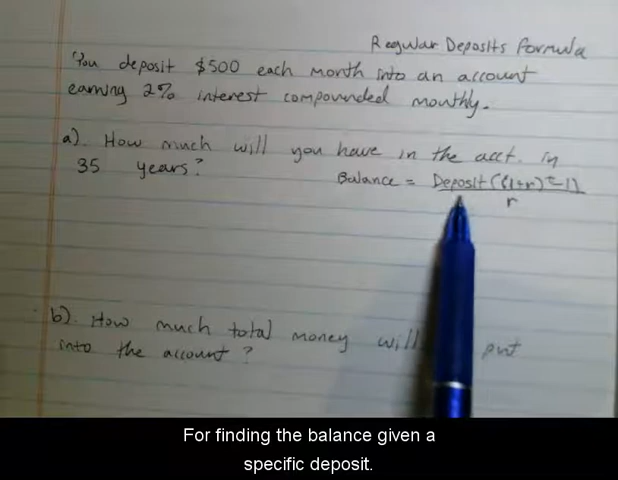 Regular Deposits Formula
You deposit $500 each month into an account
earning 2% interest compounded monthly.
a). How much will you have in the acct. in
35 years?
Balance = Deposit((1+r) -1)
r
b). How much total money will put
into the account?
For finding the balance given a
specific deposit.